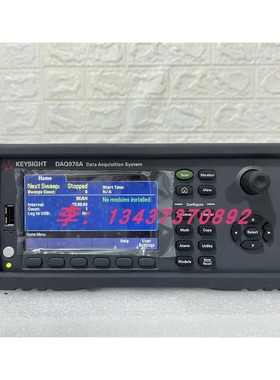 KEYSIGHT DAQ970A Data Acquisition System
Home
Next Sweep: Stopped
Start Time:
Sweeps Count: 0
N/A
SCAN
No modules installed
Interval:
Count:
Log to USB:
Home Menu
Help
User Settings
李：13437370892
Scan
Monitor
View
Configure
Math
Copy
Alarm
Utility
Module
Select